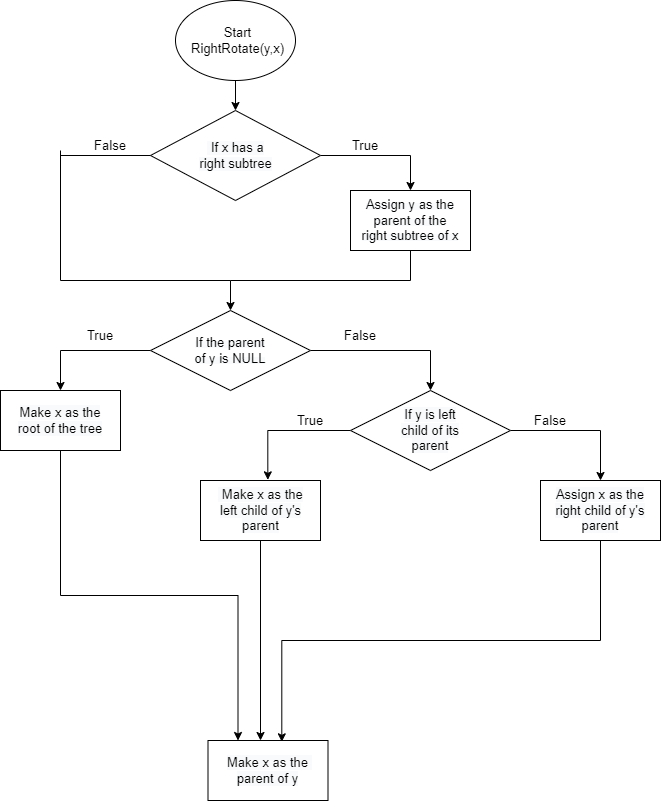 Start
RightRotate(y,x)
If x has a
right subtree
False
True
Assign y as the
parent of the
right subtree of x
If the parent
of y is NULL
True
False
Make x as the
root of the tree
If y is left
child of its
parent
True
False
Make x as the
left child of y's
parent
Assign x as the
right child of y's
parent
Make x as the
parent of y